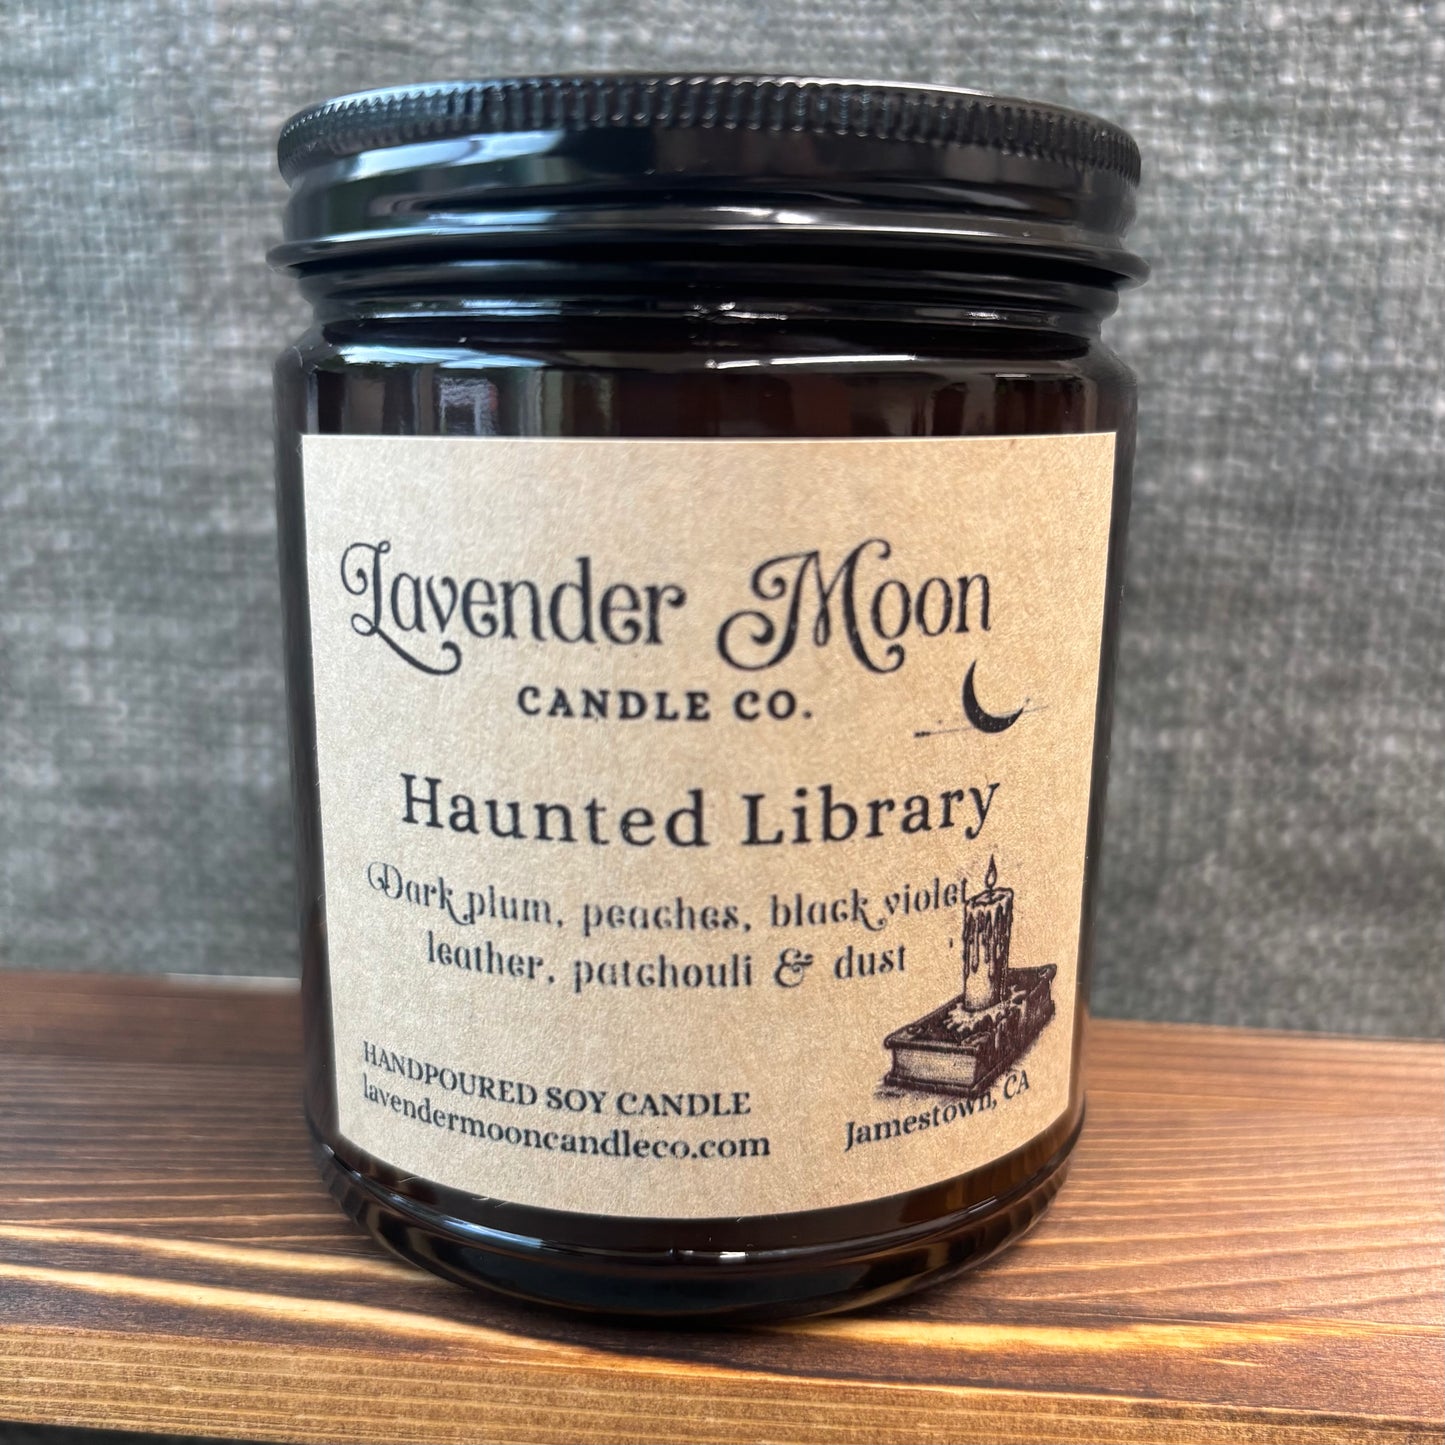 Lavender Moon
CANDLE CO.
Haunted Library
Dark plum, peaches, black violet
leather, patchouli & dust
HANDPOURED SOY CANDLE
lavendermooncandleco.com
Jamestown, CA